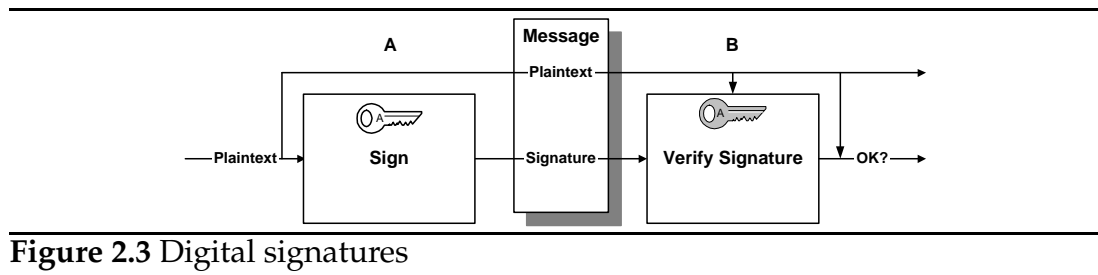 Message
A
B
Plaintext
A
A
Plaintext
Sign
Signature
Verify Signature
OK?
Figure 2.3 Digital signatures